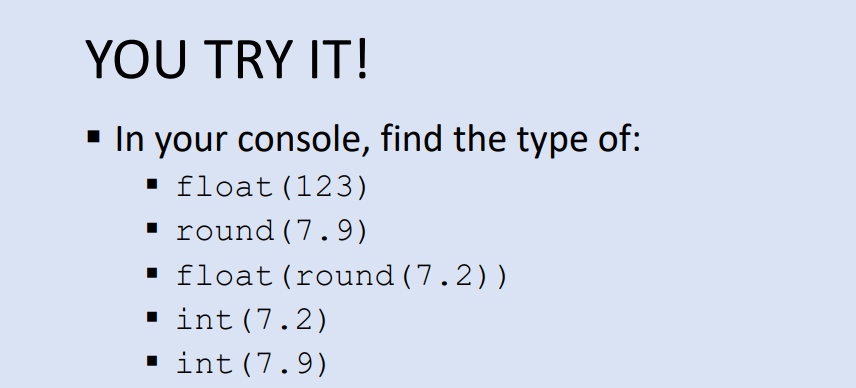 YOU TRY IT!
▪ In your console, find the type of:
▪ float(123)
▪ round(7.9)
▪ float(round(7.2))
▪ int(7.2)
▪ int(7.9)